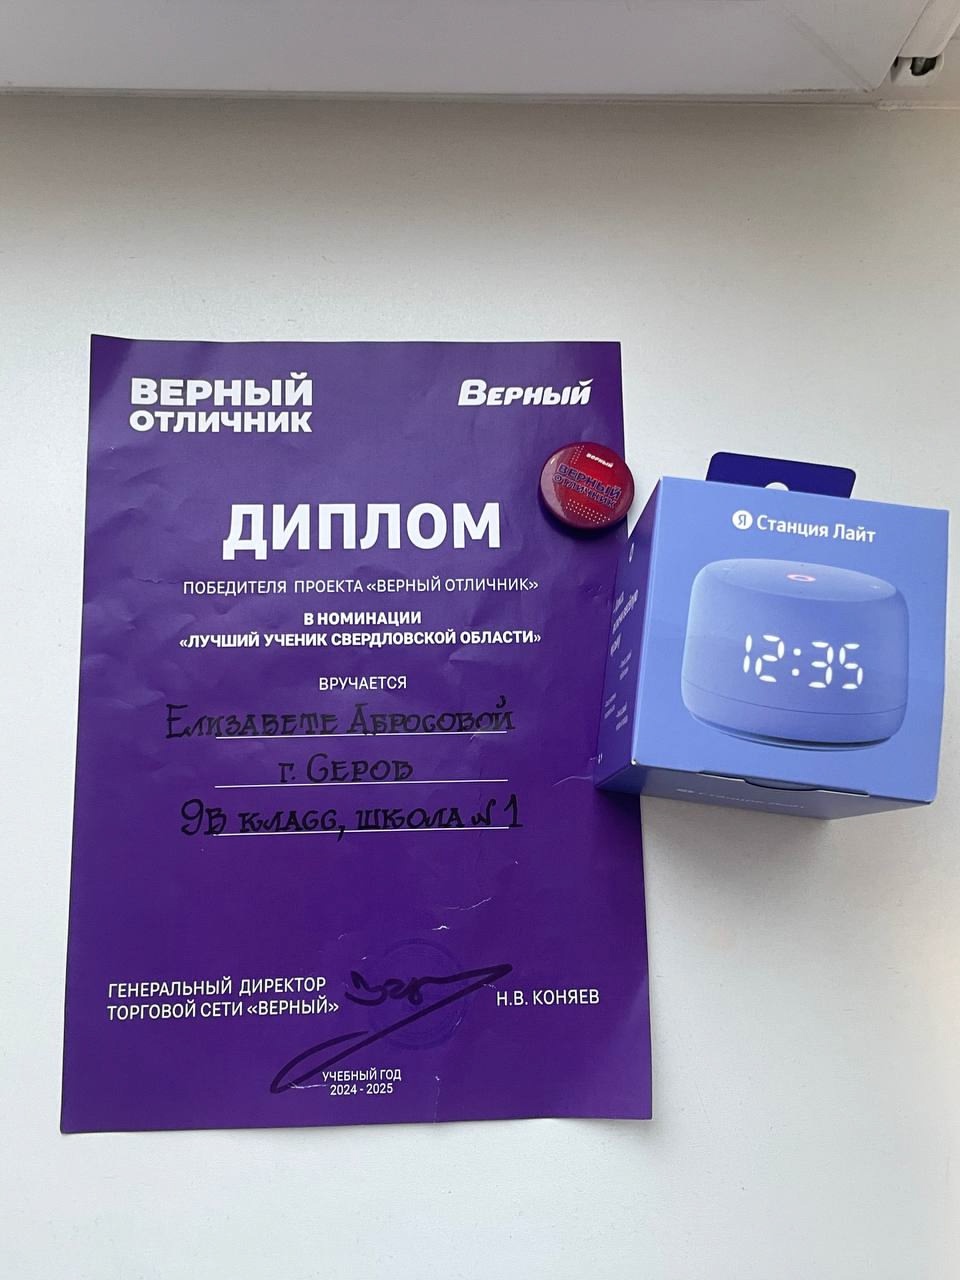 ВЕРНЫЙ
ОТЛИЧНИК
ВЕРНЫЙ
ВЕРНЫЙ
ВЕРНЫЙ
ОТЛИЧНИК
ДИПЛОМ
ПОБЕДИТЕЛЯ ПРОЕКТА «ВЕРНЫЙ ОТЛИЧНИК»
В НОМИНАЦИИ
«ЛУЧШИЙ УЧЕНИК СВЕРДЛОВСКОЙ ОБЛАСТИ»
ВРУЧАЕТСЯ
ЕЛИЗАВЕТЕ АБРОСОВОЙ
Г. СЕРОВ
9В КЛАСС, ШКОЛА №1
ГЕНЕРАЛЬНЫЙ ДИРЕКТОР
ТОРГОВОЙ СЕТИ «ВЕРНЫЙ»
Н.В. КОНЯЕВ
УЧЕБНЫЙ ГОД
2024 - 2025
Я Станция Лайт
12:35